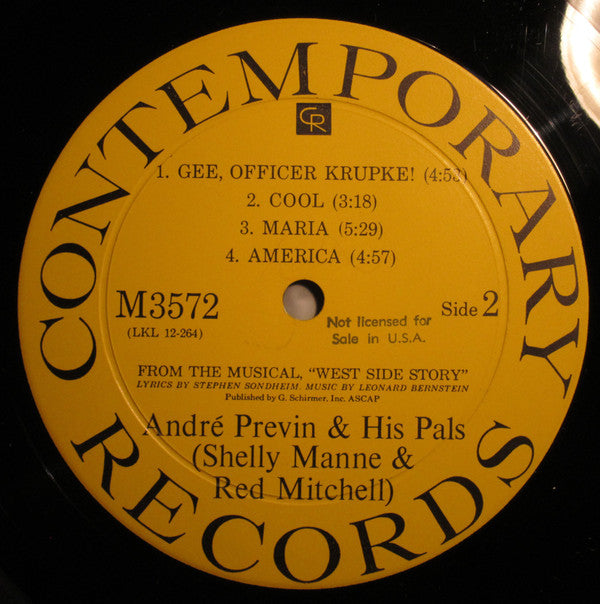 CONTEMPORARY
CR
1. GEE, OFFICER KRUPKE! (4:53)
2. COOL (3:18)
3. MARIA (5:29)
4. AMERICA (4:57)
M3572
(LKL 12-264)
Not licensed for
Sale in U.S.A.
Side 2
FROM THE MUSICAL, “WEST SIDE STORY”
LYRICS BY STEPHEN SONDHEIM. MUSIC BY LEONARD BERNSTEIN
Published by G. Schirmer, Inc. ASCAP
André Previn & His Pals
(Shelly Manne &
Red Mitchell)
RECORDS